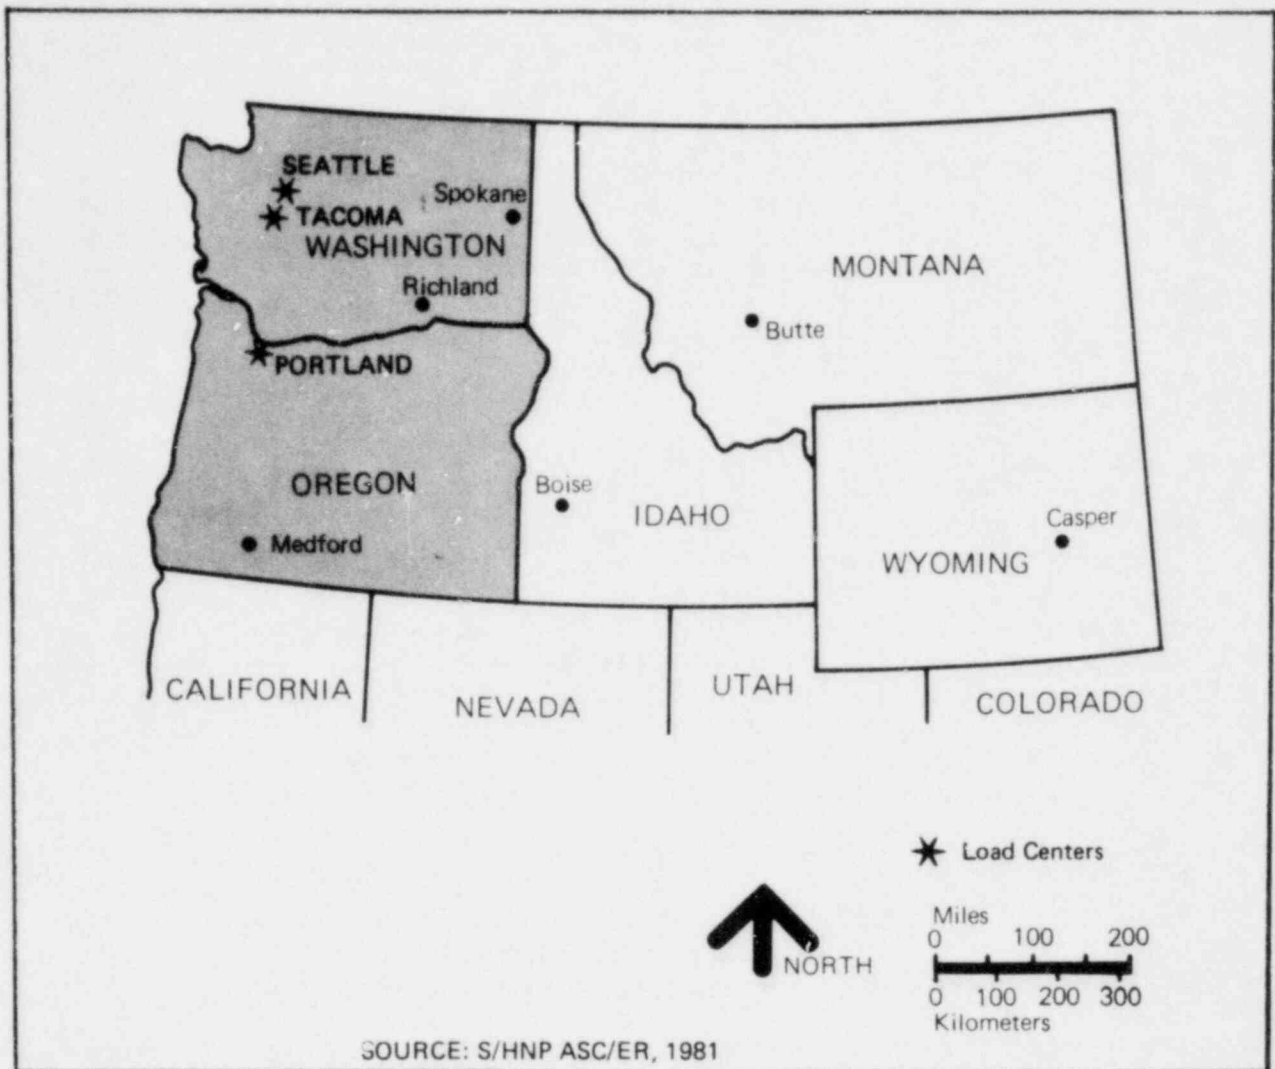 SEATTLE
Spokane
TACOMA
WASHINGTON
MONTANA
Richland
Butte
PORTLAND
OREGON
Boise
IDAHO
Casper
Medford
WYOMING
CALIFORNIA
NEVADA
UTAH
COLORADO
Load Centers
Miles
0 100 200
NORTH
0 100 200 300
Kilometers
SOURCE: S/HNP ASC/ER, 1981